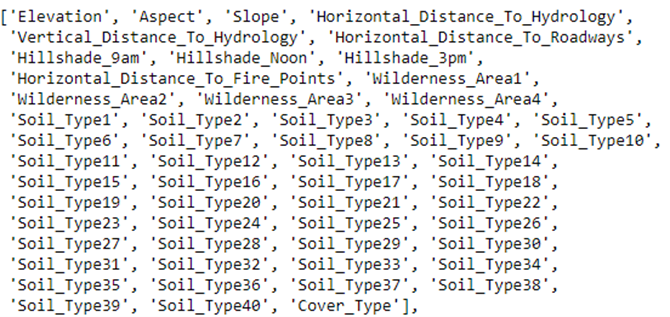 ['Elevation', 'Aspect', 'Slope', 'Horizontal_Distance_To_Hydrology',
'Vertical_Distance_To_Hydrology', 'Horizontal_Distance_To_Roadways',
'Hillshade_9am', 'Hillshade_Noon', 'Hillshade_3pm',
'Horizontal_Distance_To_Fire_Points', 'Wilderness_Area1',
'Wilderness_Area2', 'Wilderness_Area3', 'Wilderness_Area4',
'Soil_Type1', 'Soil_Type2', 'Soil_Type3', 'Soil_Type4', 'Soil_Type5',
'Soil_Type6', 'Soil_Type7', 'Soil_Type8', 'Soil_Type9', 'Soil_Type10',
'Soil_Type11', 'Soil_Type12', 'Soil_Type13', 'Soil_Type14',
'Soil_Type15', 'Soil_Type16', 'Soil_Type17', 'Soil_Type18',
'Soil_Type19', 'Soil_Type20', 'Soil_Type21', 'Soil_Type22',
'Soil_Type23', 'Soil_Type24', 'Soil_Type25', 'Soil_Type26',
'Soil_Type27', 'Soil_Type28', 'Soil_Type29', 'Soil_Type30',
'Soil_Type31', 'Soil_Type32', 'Soil_Type33', 'Soil_Type34',
'Soil_Type35', 'Soil_Type36', 'Soil_Type37', 'Soil_Type38',
'Soil_Type39', 'Soil_Type40', 'Cover_Type'],